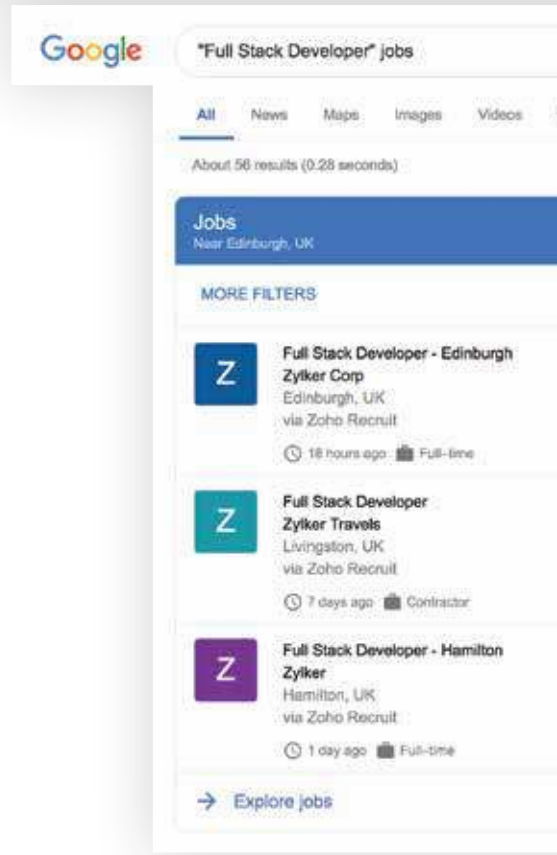 Google
"Full Stack Developer" jobs
All News Maps Images Videos
About 56 results (0.28 seconds)
Jobs
Near Edinburgh, UK
MORE FILTERS
Z
Full Stack Developer - Edinburgh
Zylker Corp
Edinburgh, UK
via Zoho Recruit
18 hours ago Full-time
Z
Full Stack Developer
Zylker Travels
Livingston, UK
via Zoho Recruit
7 days ago Contractor
Z
Full Stack Developer - Hamilton
Zylker
Hamilton, UK
via Zoho Recruit
1 day ago Full-time
→ Explore jobs